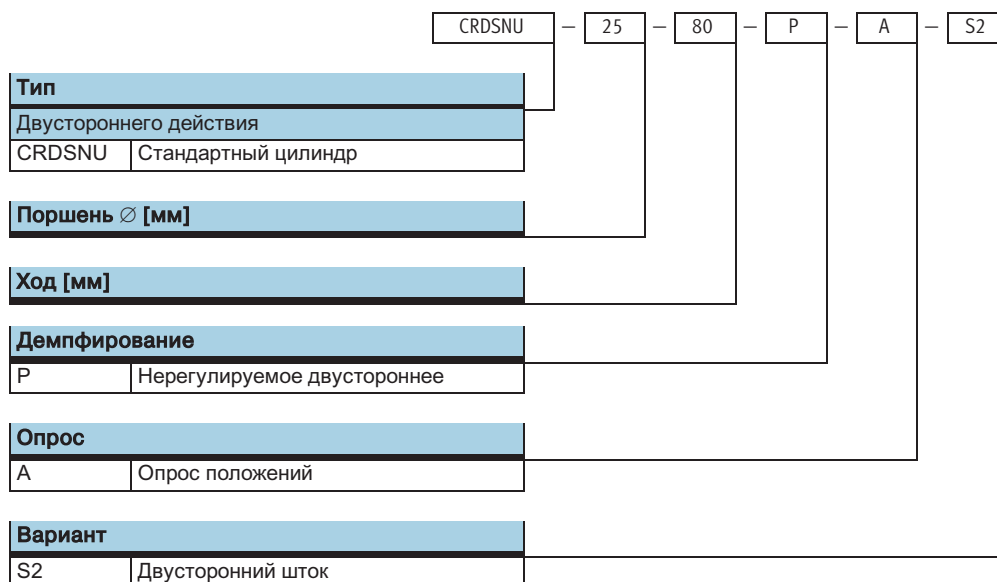 CRDSNU – 25 – 80 – P – A – S2
Тип
Двустороннего действия
CRDSNU Стандартный цилиндр
Поршень ∅ [мм]
Ход [мм]
Демпфирование
P Нерегулируемое двустороннее
Опрос
A Опрос положений
Вариант
S2 Двусторонний шток